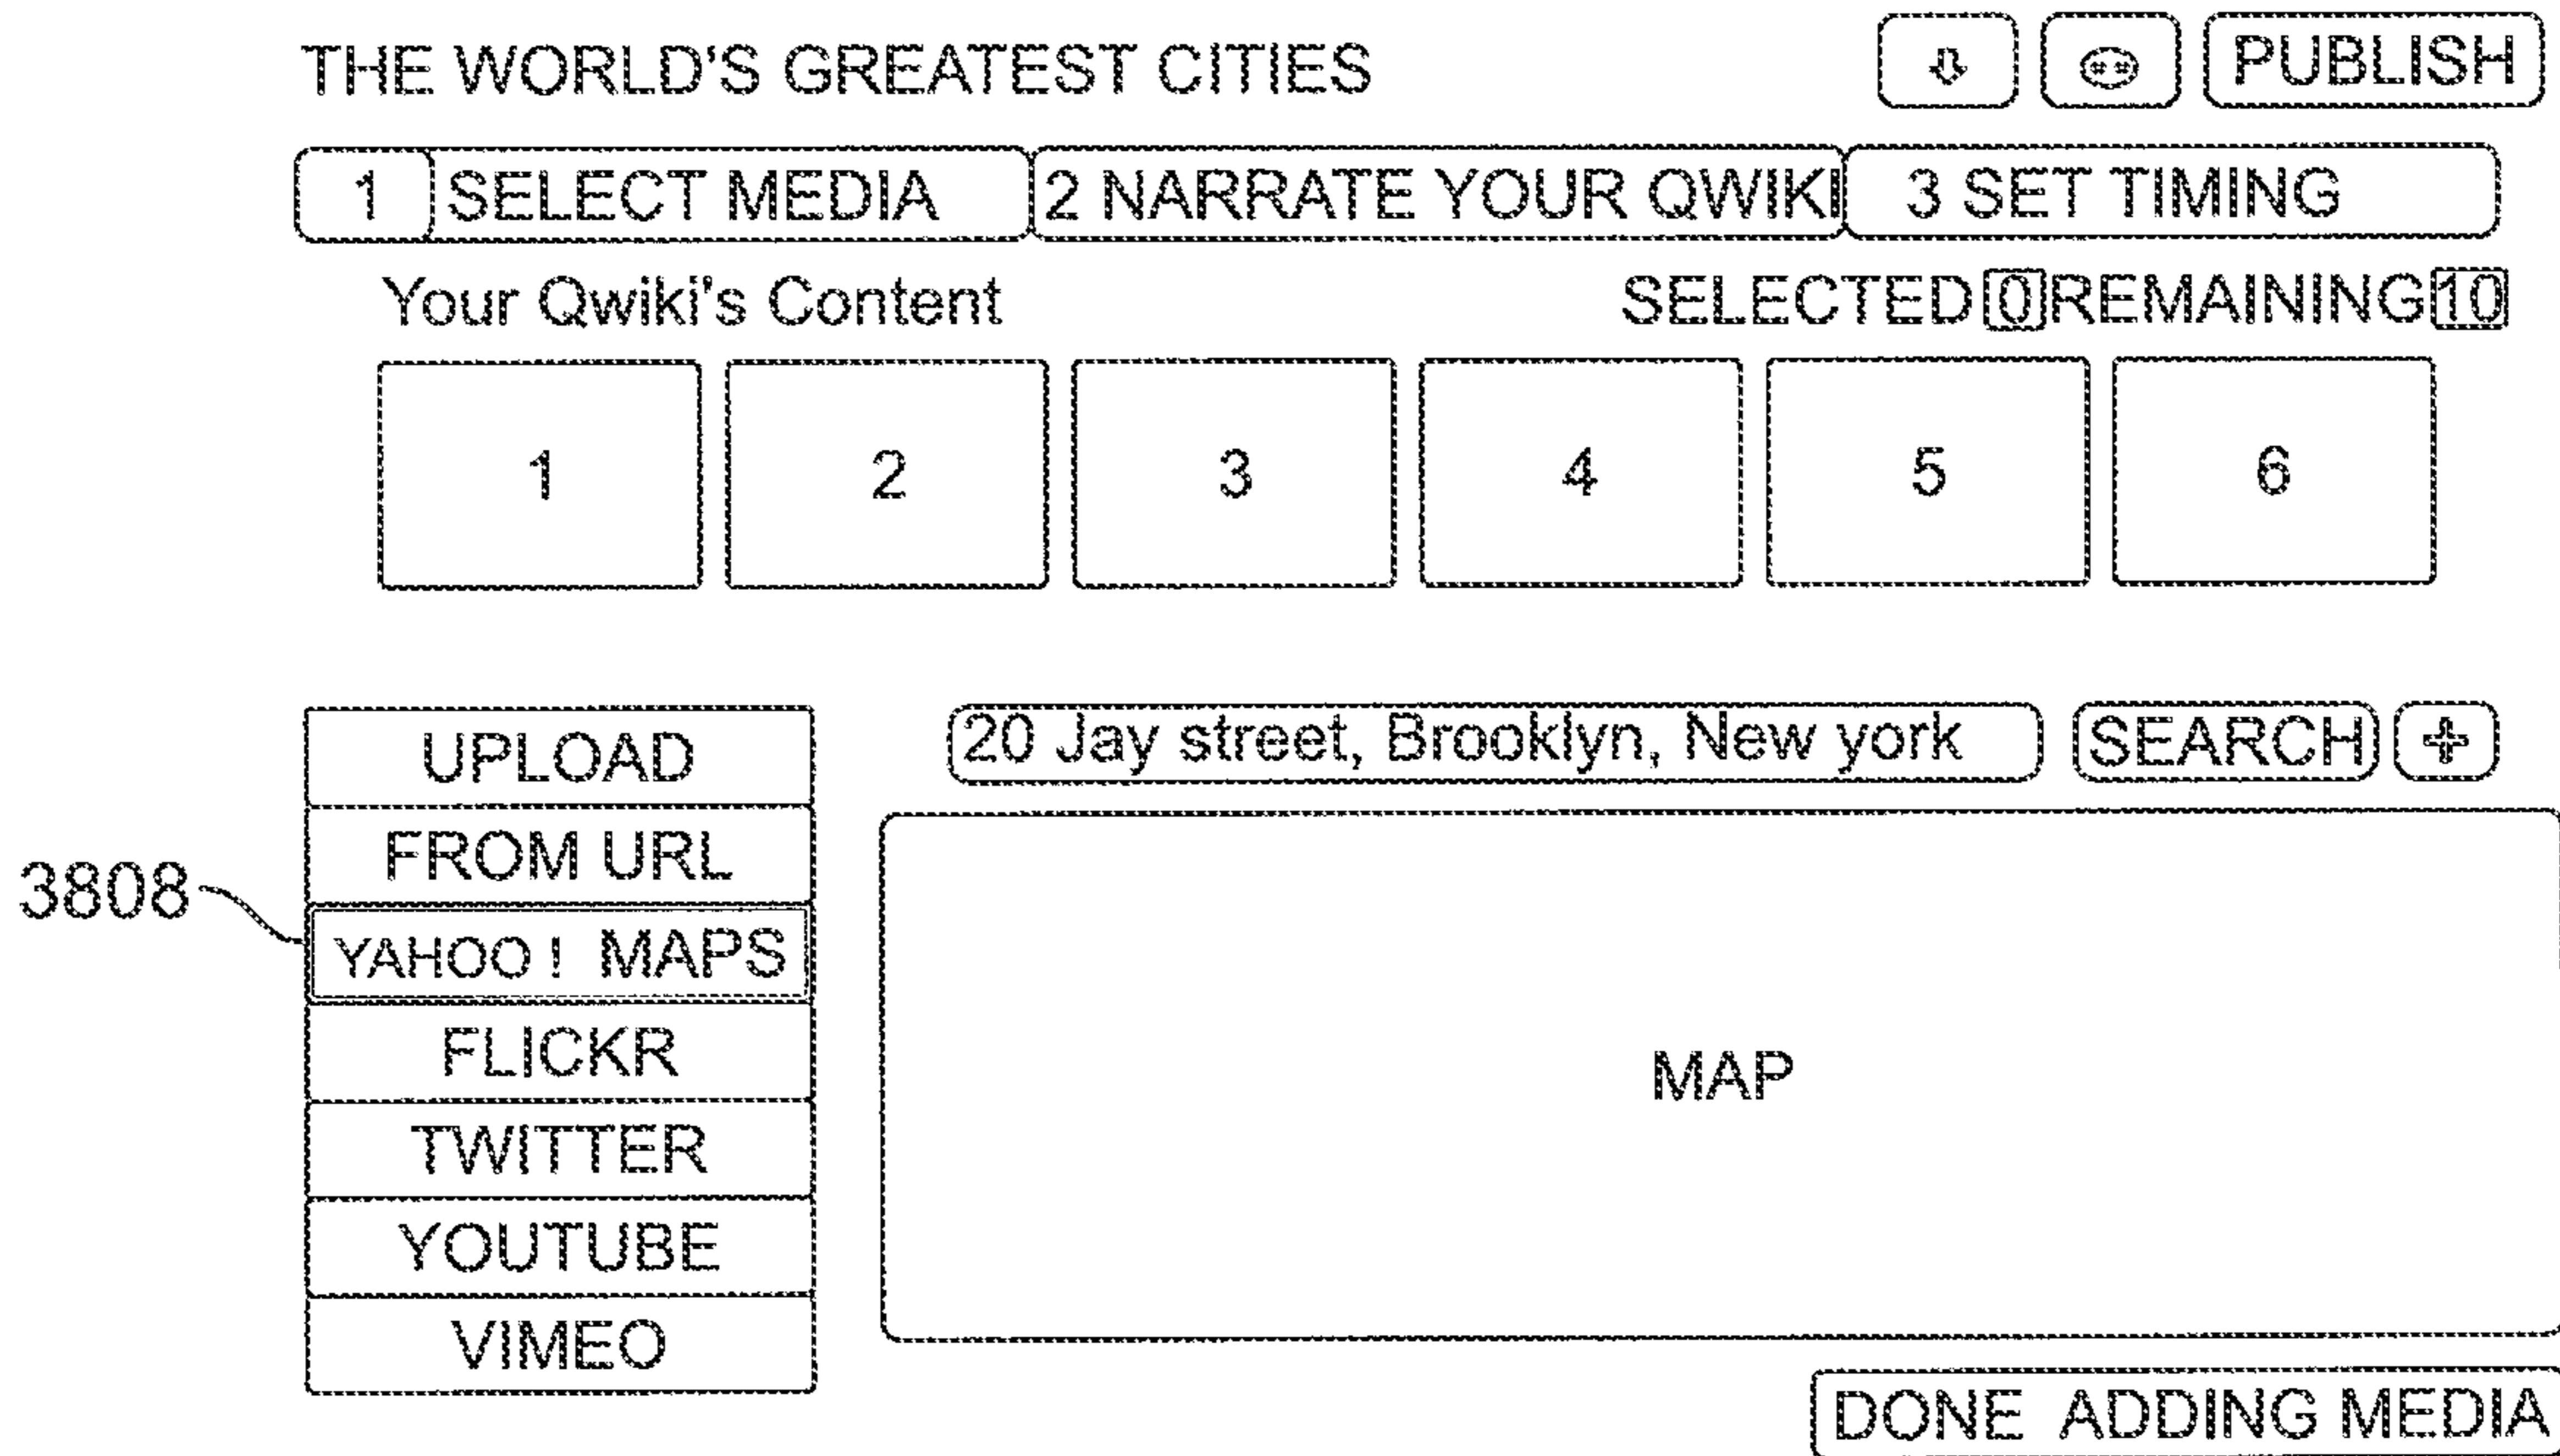 THE WORLD'S GREATEST CITIES PUBLISH
1 SELECT MEDIA 2 NARRATE YOUR QWIKI 3 SET TIMING
Your Qwiki's Content SELECTED 0 REMAINING 10
1 2 3 4 5 6
20 Jay street, Brooklyn, New york SEARCH +
UPLOAD
FROM URL
3808 YAHOO ! MAPS
FLICKR
TWITTER
YOUTUBE
VIMEO
MAP
DONE ADDING MEDIA